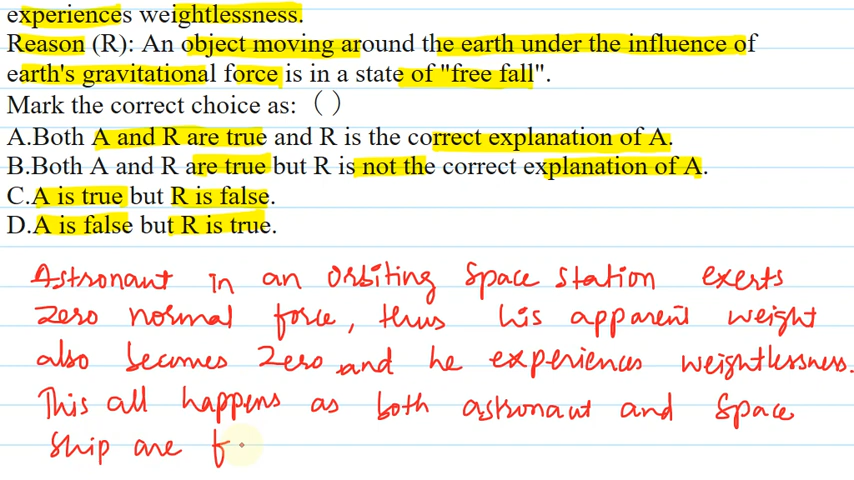 experiences weightlessness.
Reason (R): An object moving around the earth under the influence of
earth's gravitational force is in a state of "free fall".
Mark the correct choice as: ( )
A.Both A and R are true and R is the correct explanation of A.
B.Both A and R are true but R is not the correct explanation of A.
C.A is true but R is false.
D.A is false but R is true.
Astronant in an orbiting space station exerts
zero normal force, thus his apparent weight
also becomes zero and he experiences weightlessness.
This all happens as both astronaut and space
ship are f